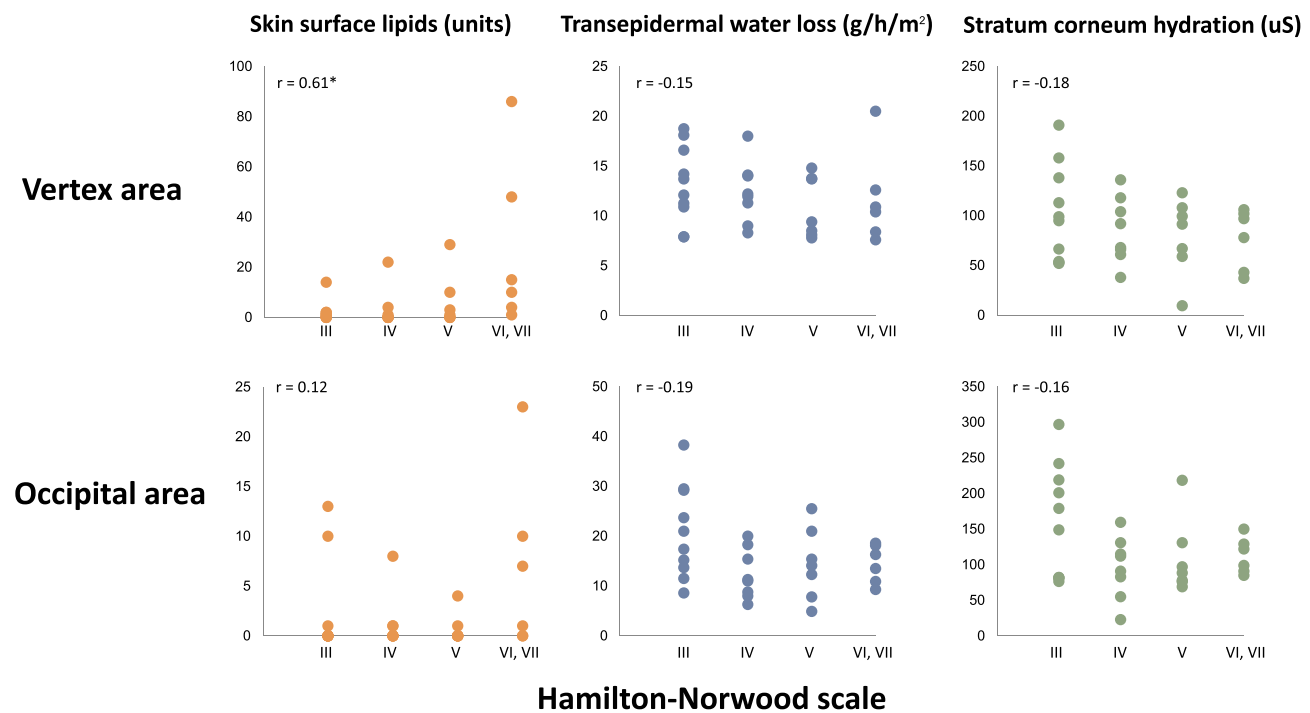 Skin surface lipids (units)
Transepidermal water loss (g/h/m²)
Stratum corneum hydration (uS)
Vertex area
100
80
60
40
20
0
r = 0.61*
III
IV
V
VI, VII
25
20
15
10
5
0
r = -0.15
III
IV
V
VI, VII
250
200
150
100
50
0
r = -0.18
III
IV
V
VI, VII
Occipital area
25
20
15
10
5
0
r = 0.12
III
IV
V
VI, VII
50
40
30
20
10
0
r = -0.19
III
IV
V
VI, VII
350
300
250
200
150
100
50
0
r = -0.16
III
IV
V
VI, VII
Hamilton-Norwood scale